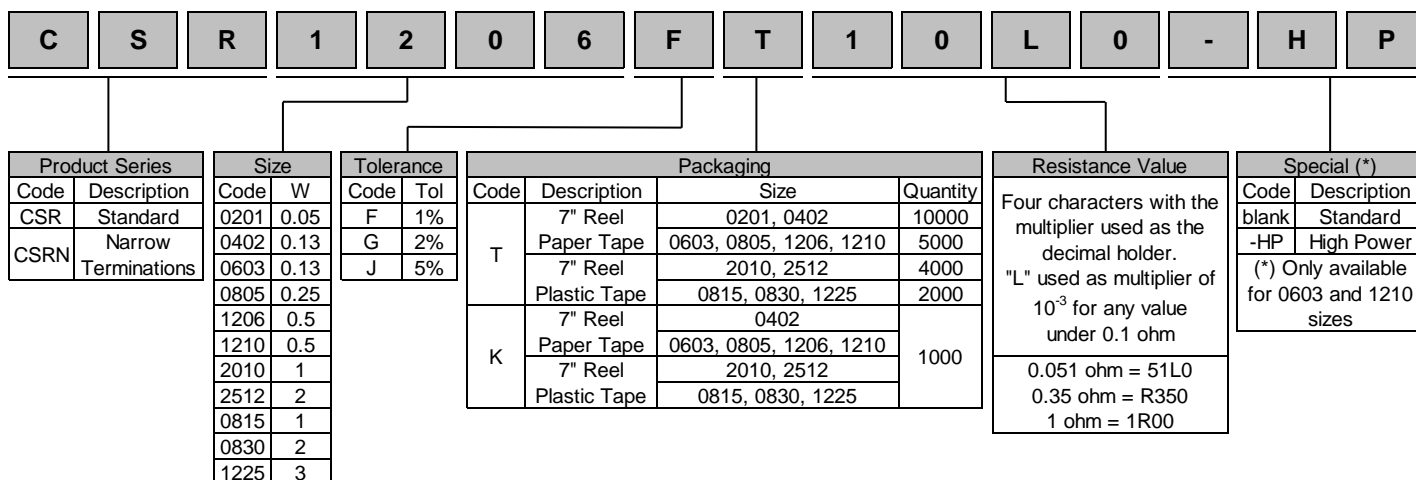 C S R 1 2 0 6 F T 1 0 L 0 - H P
Product Series
Code Description
CSR Standard
CSRN Narrow Terminations
Size
Code W
0201 0.05
0402 0.13
0603 0.13
0805 0.25
1206 0.5
1210 0.5
2010 1
2512 2
0815 1
0830 2
1225 3
Tolerance
Code Tol
F 1%
G 2%
J 5%
Packaging
Code Description Size Quantity
T
7" Reel 0201, 0402 10000
Paper Tape 0603, 0805, 1206, 1210 5000
7" Reel 2010, 2512 4000
Plastic Tape 0815, 0830, 1225 2000
K
7" Reel 0402
Paper Tape 0603, 0805, 1206, 1210
1000
7" Reel 2010, 2512
Plastic Tape 0815, 0830, 1225
Resistance Value
Four characters with the
multiplier used as the
decimal holder.
"L" used as multiplier of
10⁻³ for any value
under 0.1 ohm
0.051 ohm = 51L0
0.35 ohm = R350
1 ohm = 1R00
Special (*)
Code Description
blank Standard
-HP High Power
(*) Only available
for 0603 and 1210
sizes